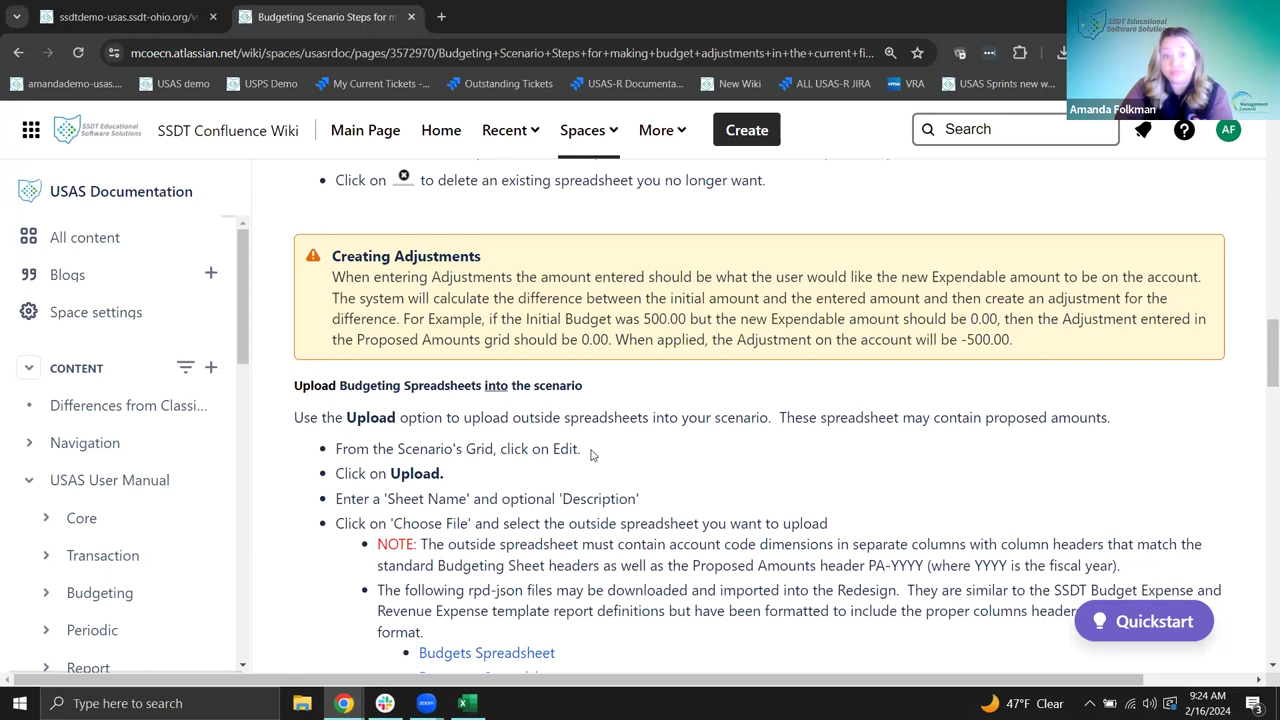 ssdtdemo-usas.ssdt-ohio.org/v
Budgeting Scenario Steps for m
mcoecn.atlassian.net/wiki/spaces/usasrdoc/pages/3572970/Budgeting+Scenario+Steps+for+making+budget+adjustments+in+the+current+fi...
amandademo-usas....
USAS demo
USPS Demo
My Current Tickets -...
Outstanding Tickets
USAS-R Documenta...
New Wiki
ALL USAS-R JIRA
VRA
USAS Sprints new w...
SSDT Educational
Software Solutions
Amanda Folkman
Management
Council
SSDT Educational
Software Solutions
SSDT Confluence Wiki
Main Page
Home
Recent
Spaces
More
Create
Search
AF
USAS Documentation
All content
Blogs
Space settings
CONTENT
Differences from Classi...
Navigation
USAS User Manual
Core
Transaction
Budgeting
Periodic
Report
• Click on to delete an existing spreadsheet you no longer want.
Creating Adjustments
When entering Adjustments the amount entered should be what the user would like the new Expendable amount to be on the account.
The system will calculate the difference between the initial amount and the entered amount and then create an adjustment for the
difference. For Example, if the Initial Budget was 500.00 but the new Expendable amount should be 0.00, then the Adjustment entered in
the Proposed Amounts grid should be 0.00. When applied, the Adjustment on the account will be -500.00.
Upload Budgeting Spreadsheets into the scenario
Use the Upload option to upload outside spreadsheets into your scenario. These spreadsheet may contain proposed amounts.
• From the Scenario's Grid, click on Edit.
• Click on Upload.
• Enter a 'Sheet Name' and optional 'Description'
• Click on 'Choose File' and select the outside spreadsheet you want to upload
• NOTE: The outside spreadsheet must contain account code dimensions in separate columns with column headers that match the
standard Budgeting Sheet headers as well as the Proposed Amounts header PA-YYYY (where YYYY is the fiscal year).
• The following rpd-json files may be downloaded and imported into the Redesign. They are similar to the SSDT Budget Expense and
Revenue Expense template report definitions but have been formatted to include the proper columns header
format.
• Budgets Spreadsheet
Quickstart
Type here to search
zoom
47°F Clear
9:24 AM
2/16/2024
3